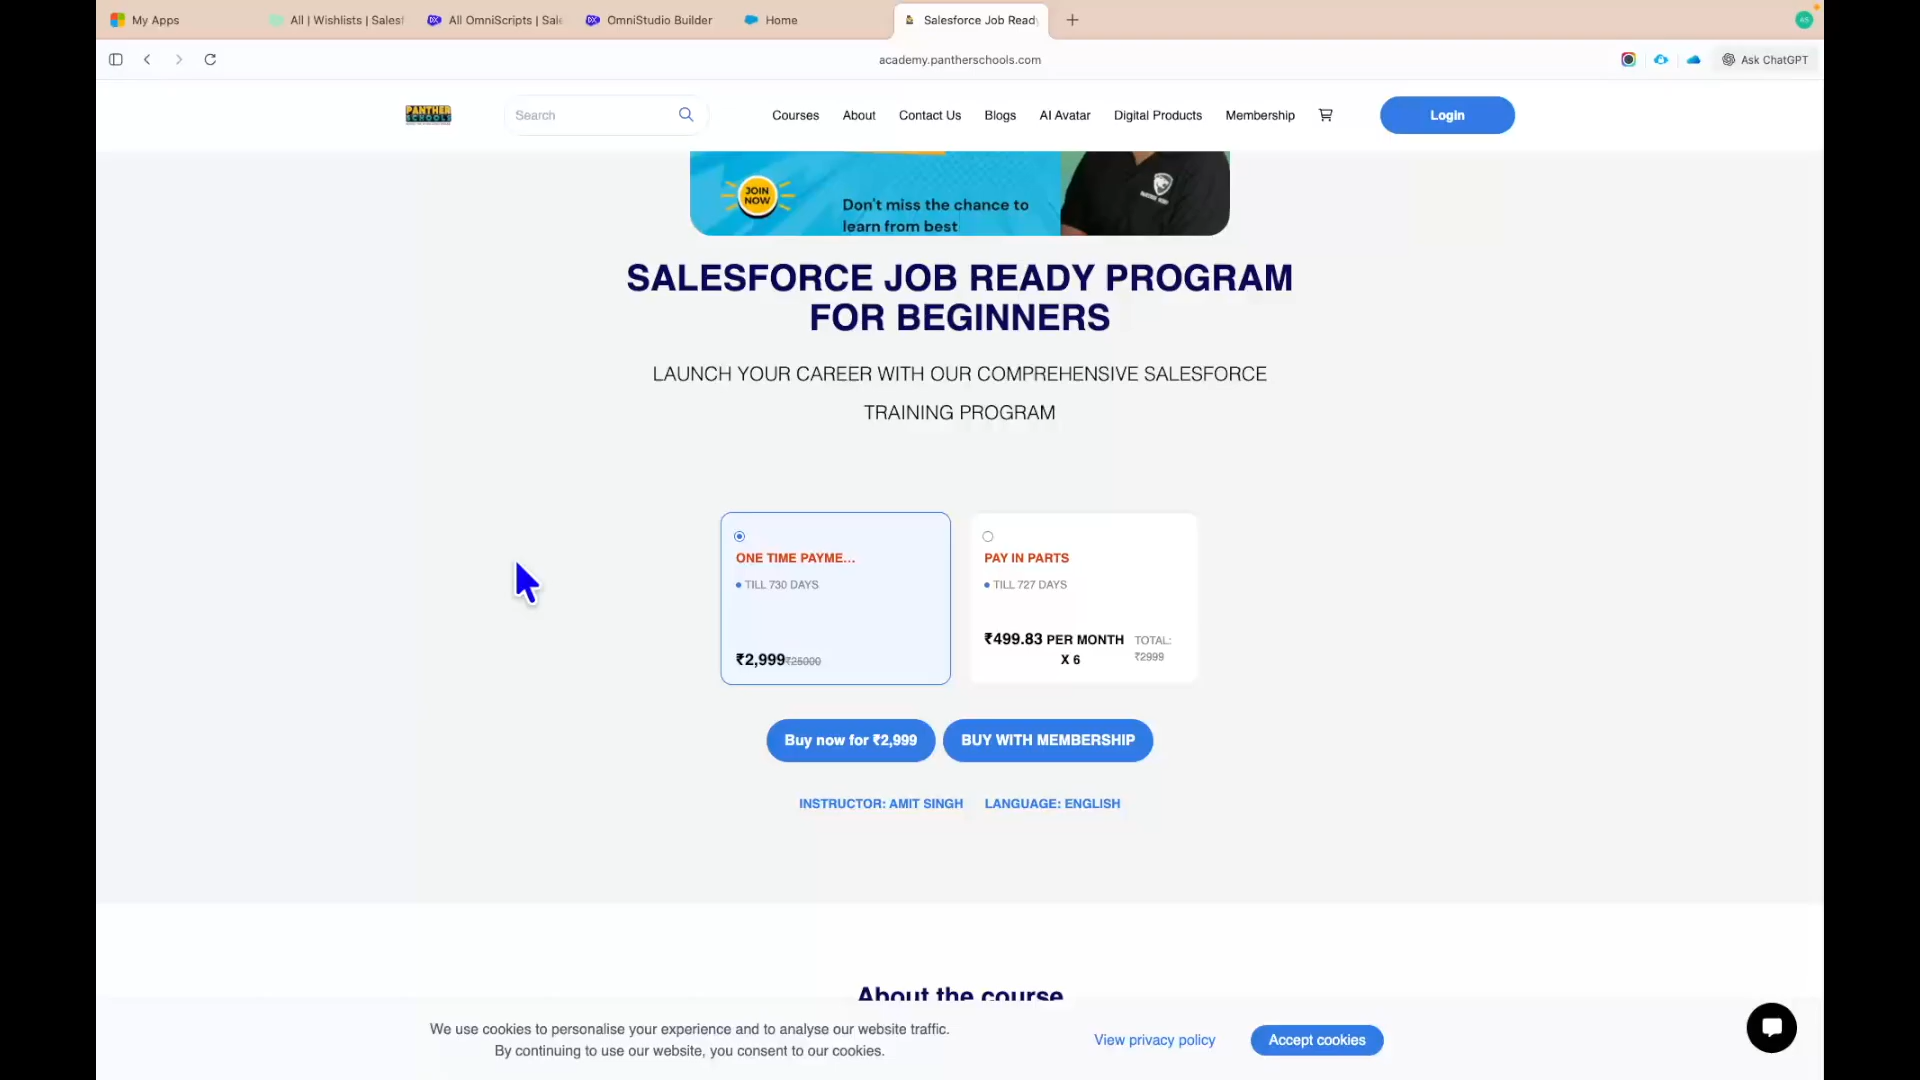 My Apps
All | Wishlists | Salesf
All OmniScripts | Sale
OmniStudio Builder
Home
Salesforce Job Ready
AS
academy.pantherschools.com
Ask ChatGPT
PANTHER
SCHOOLS
Search
Courses
About
Contact Us
Blogs
AI Avatar
Digital Products
Membership
Login
JOIN
NOW
Don't miss the chance to
learn from best
SALESFORCE JOB READY PROGRAM
FOR BEGINNERS
LAUNCH YOUR CAREER WITH OUR COMPREHENSIVE SALESFORCE
TRAINING PROGRAM
ONE TIME PAYME...
• TILL 730 DAYS
₹2,999 ₹25000
PAY IN PARTS
• TILL 727 DAYS
₹499.83 PER MONTH
X 6
TOTAL:
₹2999
Buy now for ₹2,999
BUY WITH MEMBERSHIP
INSTRUCTOR: AMIT SINGH
LANGUAGE: ENGLISH
About the course
We use cookies to personalise your experience and to analyse our website traffic.
By continuing to use our website, you consent to our cookies.
View privacy policy
Accept cookies